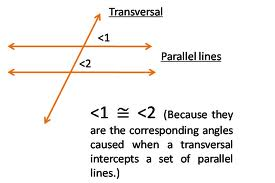 Transversal
<1
Parallel lines
<2
<1 ≅ <2 (Because they
are the corresponding angles
caused when a transversal
intercepts a set of parallel
lines.)